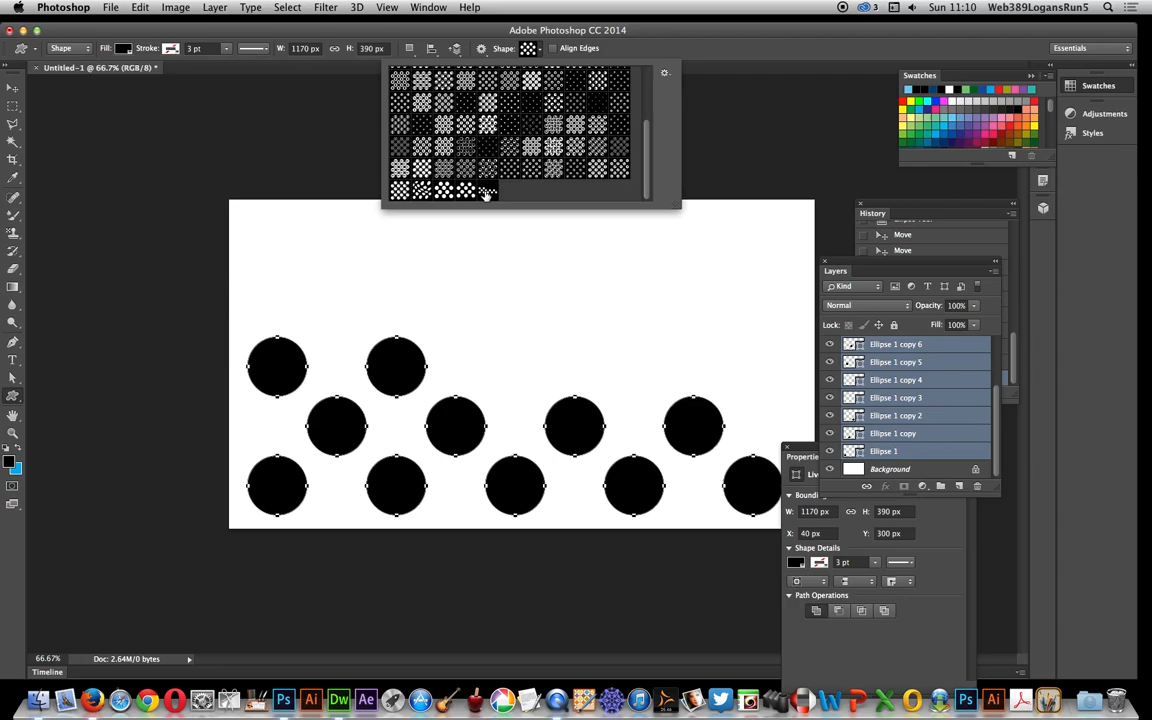 Photoshop File Edit Image Layer Type Select Filter 3D View Window Help 3 Sun 11:10 Web389LogansRun5
Adobe Photoshop CC 2014
Shape Fill: Stroke: 3 pt W: 1170 px H: 390 px Shape: Align Edges Essentials
Untitled-1 @ 66.7% (RGB/8) *
Swatches
Swatches
Adjustments
Styles
History
Move
Move
Layers
Kind
Normal Opacity: 100%
Lock: Fill: 100%
Ellipse 1 copy 6
Ellipse 1 copy 5
Ellipse 1 copy 4
Ellipse 1 copy 3
Ellipse 1 copy 2
Ellipse 1 copy
Ellipse 1
Background
W: 1170 px H: 390 px
X: 40 px Y: 300 px
Shape Details
3 pt
Path Operations
66.67% Doc: 2.64M/0 bytes
Timeline